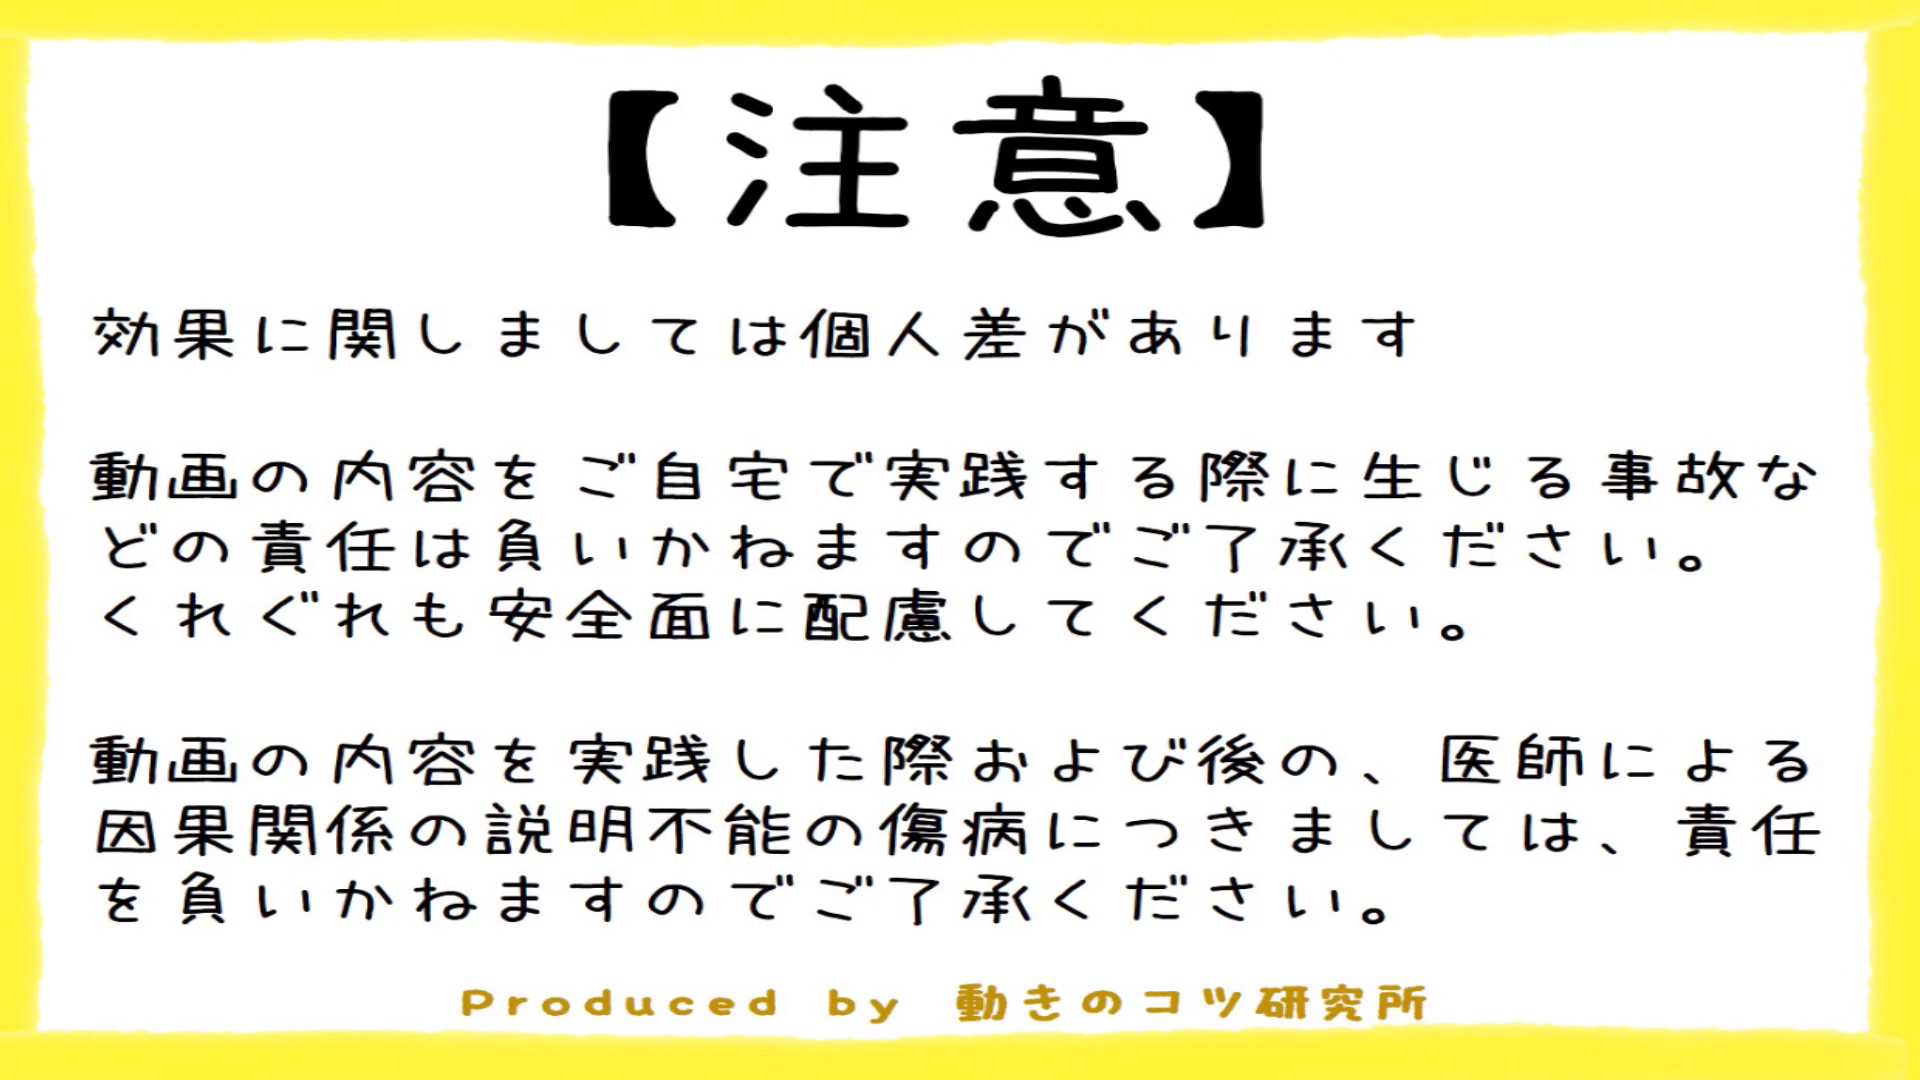 【注意】
効果に関しましては個人差があります
動画の内容をご自宅で実践する際に生じる事故な
どの責任は負いかねますのでご了承ください。
くれぐれも安全面に配慮してください。
動画の内容を実践した際および後の、医師による
因果関係の説明不能の傷病につきましては、責任
を負いかねますのでご了承ください。
Produced by 動きのコツ研究所